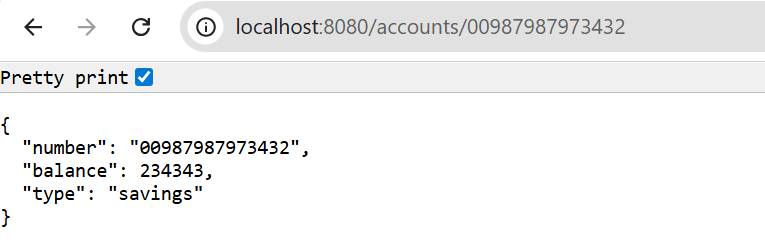 localhost:8080/accounts/00987987973432
Pretty print
{
"number": "00987987973432",
"balance": 234343,
"type": "savings"
}